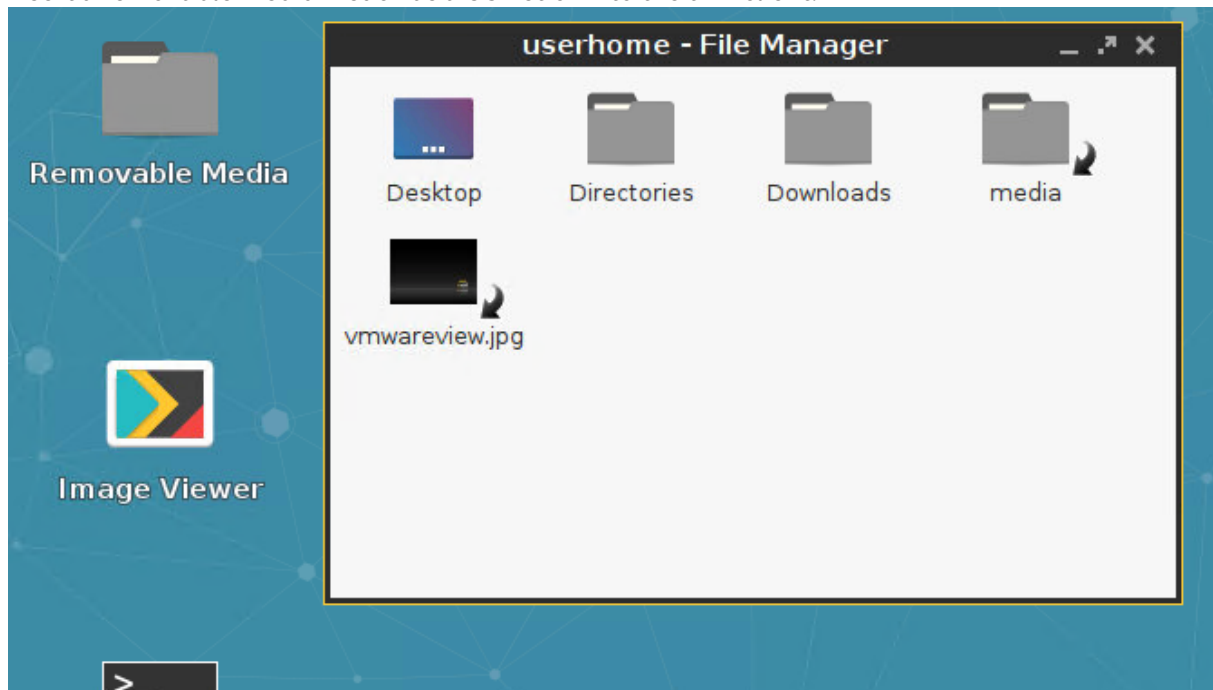 userhome - File Manager
Removable Media
Desktop
Directories
Downloads
media
vmwareview.jpg
Image Viewer
>_